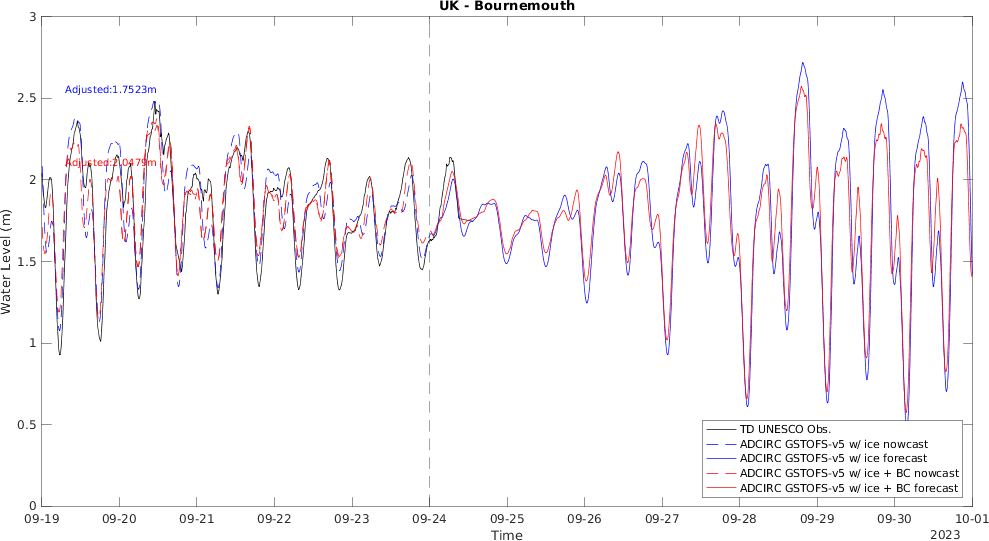 UK - Bournemouth
3
2.5
2
1.5
1
0.5
0
Water Level (m)
Adjusted:1.7523m
Adjusted:2.0479m
TD UNESCO Obs.
ADCIRC GSTOFS-v5 w/ ice nowcast
ADCIRC GSTOFS-v5 w/ ice forecast
ADCIRC GSTOFS-v5 w/ ice + BC nowcast
ADCIRC GSTOFS-v5 w/ ice + BC forecast
09-19 09-20 09-21 09-22 09-23 09-24 09-25 09-26 09-27 09-28 09-29 09-30 10-01
Time
2023